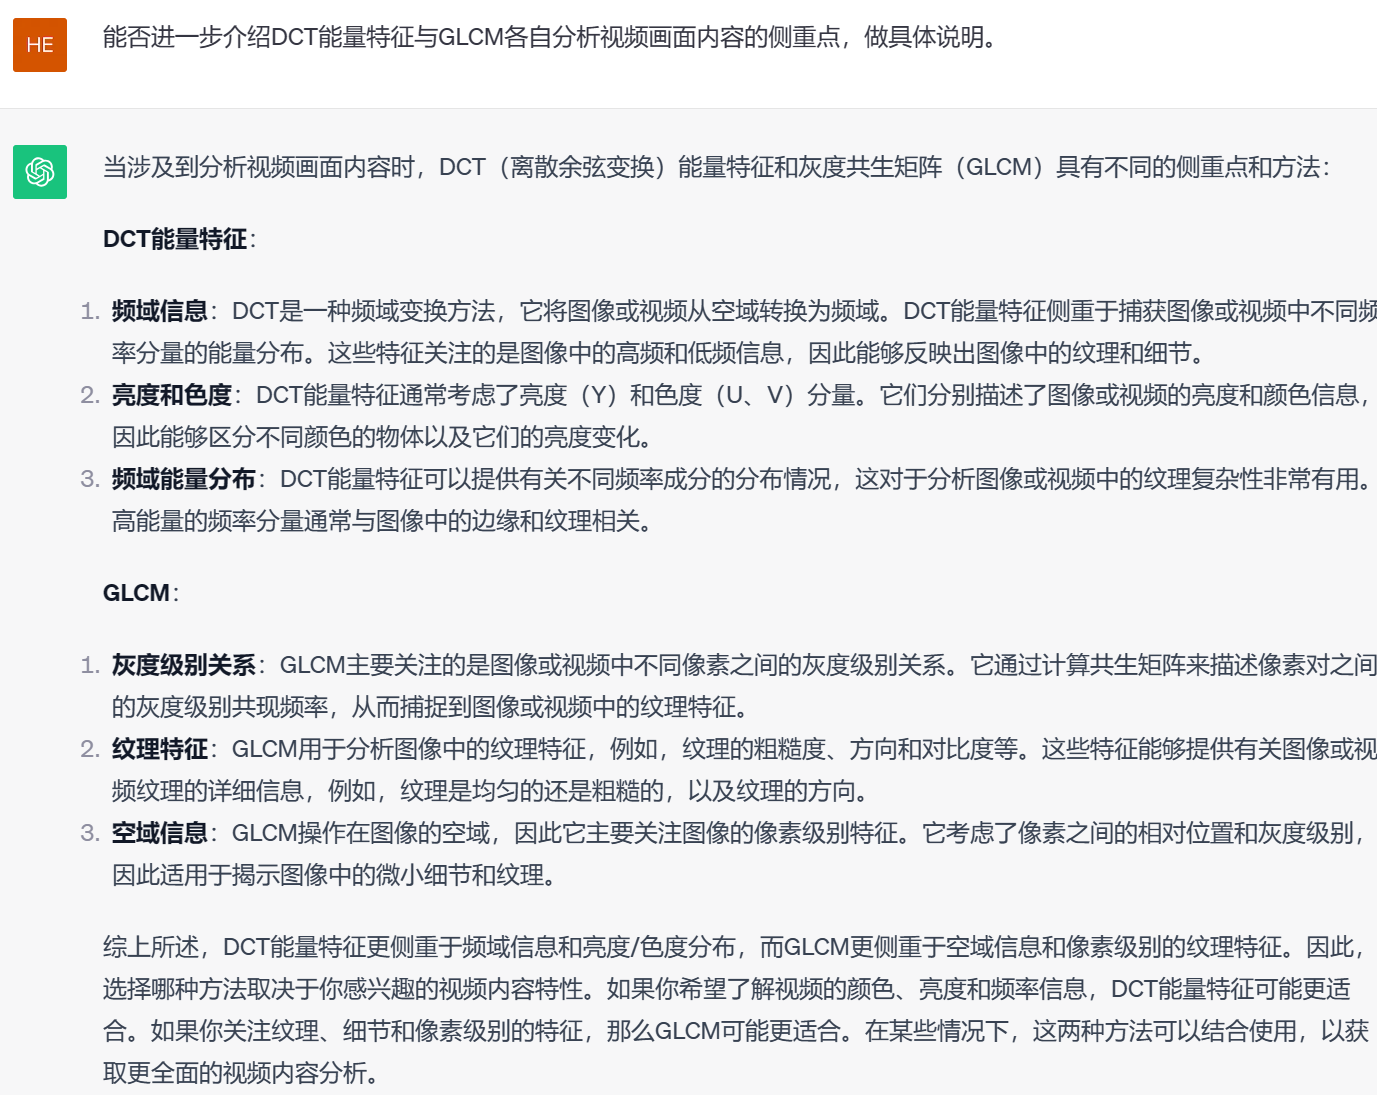 HE
能否进一步介绍DCT能量特征与GLCM各自分析视频画面内容的侧重点，做具体说明。
当涉及到分析视频画面内容时，DCT（离散余弦变换）能量特征和灰度共生矩阵（GLCM）具有不同的侧重点和方法：
DCT能量特征：
1. 频域信息：DCT是一种频域变换方法，它将图像或视频从空域转换为频域。DCT能量特征侧重于捕获图像或视频中不同频
率分量的能量分布。这些特征关注的是图像中的高频和低频信息，因此能够反映出图像中的纹理和细节。
2. 亮度和色度：DCT能量特征通常考虑了亮度（Y）和色度（U、V）分量。它们分别描述了图像或视频的亮度和颜色信息，
因此能够区分不同颜色的物体以及它们的亮度变化。
3. 频域能量分布：DCT能量特征可以提供有关不同频率成分的分布情况，这对于分析图像或视频中的纹理复杂性非常有用。
高能量的频率分量通常与图像中的边缘和纹理相关。
GLCM：
1. 灰度级别关系：GLCM主要关注的是图像或视频中不同像素之间的灰度级别关系。它通过计算共生矩阵来描述像素对之间
的灰度级别共现频率，从而捕捉到图像或视频中的纹理特征。
2. 纹理特征：GLCM用于分析图像中的纹理特征，例如，纹理的粗糙度、方向和对比度等。这些特征能够提供有关图像或视
频纹理的详细信息，例如，纹理是均匀的还是粗糙的，以及纹理的方向。
3. 空域信息：GLCM操作在图像的空域，因此它主要关注图像的像素级别特征。它考虑了像素之间的相对位置和灰度级别，
因此适用于揭示图像中的微小细节和纹理。
综上所述，DCT能量特征更侧重于频域信息和亮度/色度分布，而GLCM更侧重于空域信息和像素级别的纹理特征。因此，
选择哪种方法取决于你感兴趣的视频内容特性。如果你希望了解视频的颜色、亮度和频率信息，DCT能量特征可能更适
合。如果你关注纹理、细节和像素级别的特征，那么GLCM可能更适合。在某些情况下，这两种方法可以结合使用，以获
取更全面的视频内容分析。